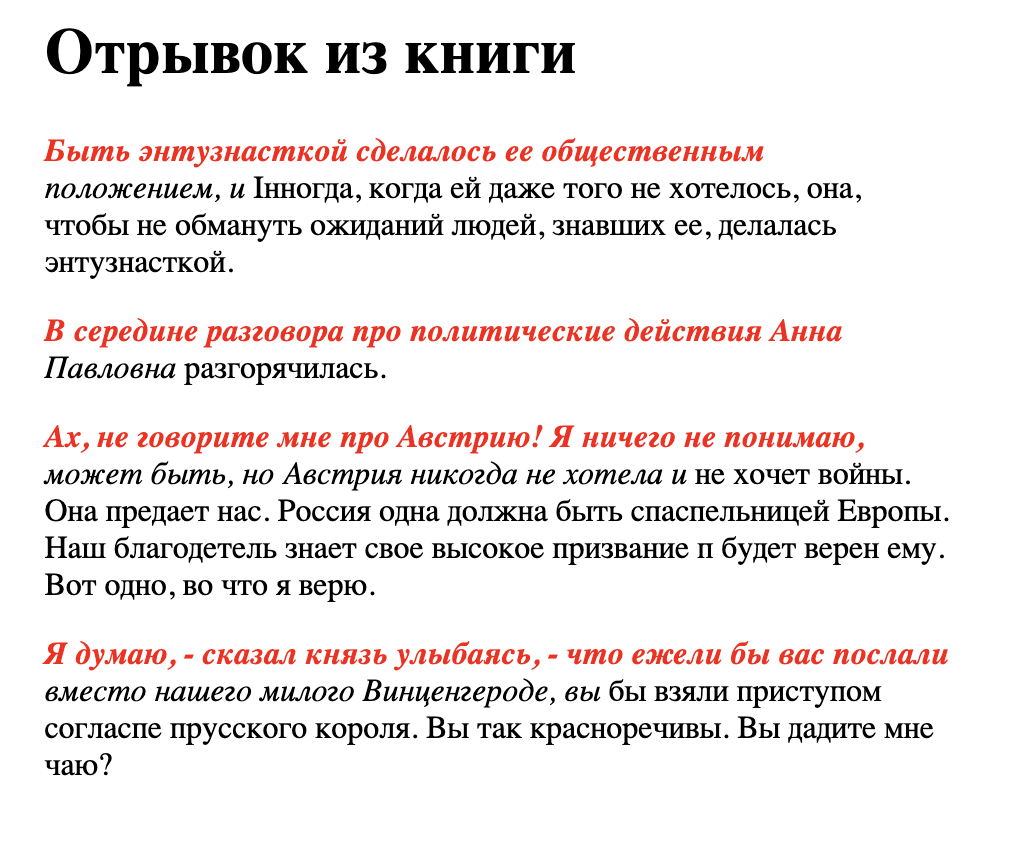 Отрывок из книги
Быть энтузнасткой сделалось ее общественным
положением, и Iнногда, когда ей даже того не хотелось, она,
чтобы не обмануть ожиданий людей, знавших ее, делалась
энтузнасткой.
В середине разговора про политические действия Анна
Павловна разгорячилась.
Ах, не говорите мне про Австрию! Я ничего не понимаю,
может быть, но Австрия никогда не хотела и не хочет войны.
Она предает нас. Россия одна должна быть спаспельницей Европы.
Наш благодетель знает свое высокое призвание п будет верен ему.
Вот одно, во что я верю.
Я думаю, - сказал князь улыбаясь, - что ежели бы вас послали
вместо нашего милого Винценгероде, вы бы взяли приступом
согласпе прусского короля. Вы так красноречивы. Вы дадите мне
чаю?